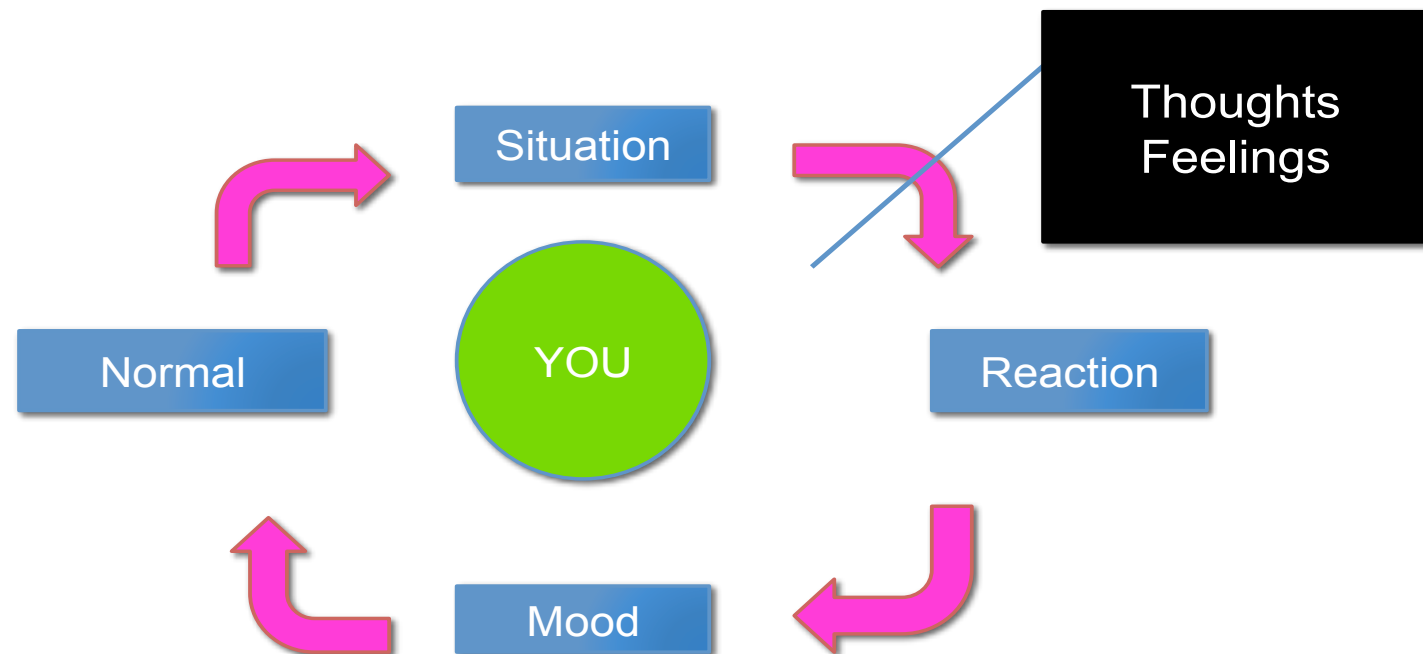 Thoughts
Feelings
Situation
YOU
Normal
Reaction
Mood